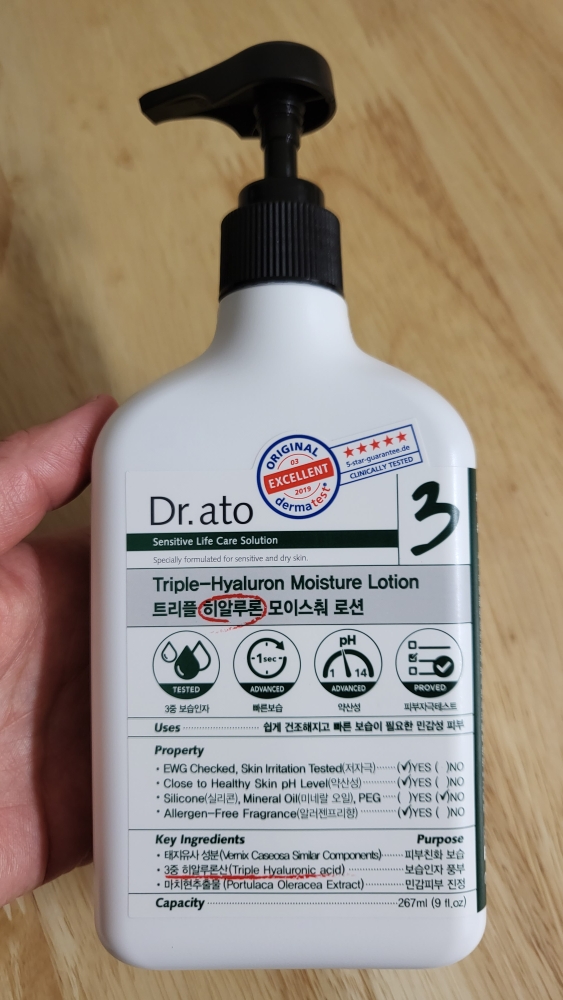 ORIGINAL
03
EXCELLENT
2019
dermatest®
★★★★★
5-star-guarantee.de
CLINICALLY TESTED
Dr.ato
3
Sensitive Life Care Solution
Specially formulated for sensitive and dry skin.
Triple-Hyaluron Moisture Lotion
트리플 히알루론 모이스춰 로션
TESTED
3중 보습인자
1sec
ADVANCED
빠른보습
pH
1 14
ADVANCED
약산성
PROVED
피부자극테스트
Uses 쉽게 건조해지고 빠른 보습이 필요한 민감성 피부
Property
· EWG Checked, Skin Irritation Tested(저자극)······(✓)YES ( )NO
· Close to Healthy Skin pH Level(약산성)······(✓)YES ( )NO
· Silicone(실리콘), Mineral Oil(미네랄 오일), PEG ···( )YES (✓)NO
· Allergen-Free Fragrance(알러젠프리향)······(✓)YES ( )NO
Key Ingredients Purpose
· 태지유사 성분(Vernix Caseosa Similar Components)······피부친화 보습
· 3중 히알루론산(Triple Hyaluronic acid)······보습인자 풍부
· 마치현추출물 (Portulaca Oleracea Extract)······민감피부 진정
Capacity······267ml (9 fl.oz)